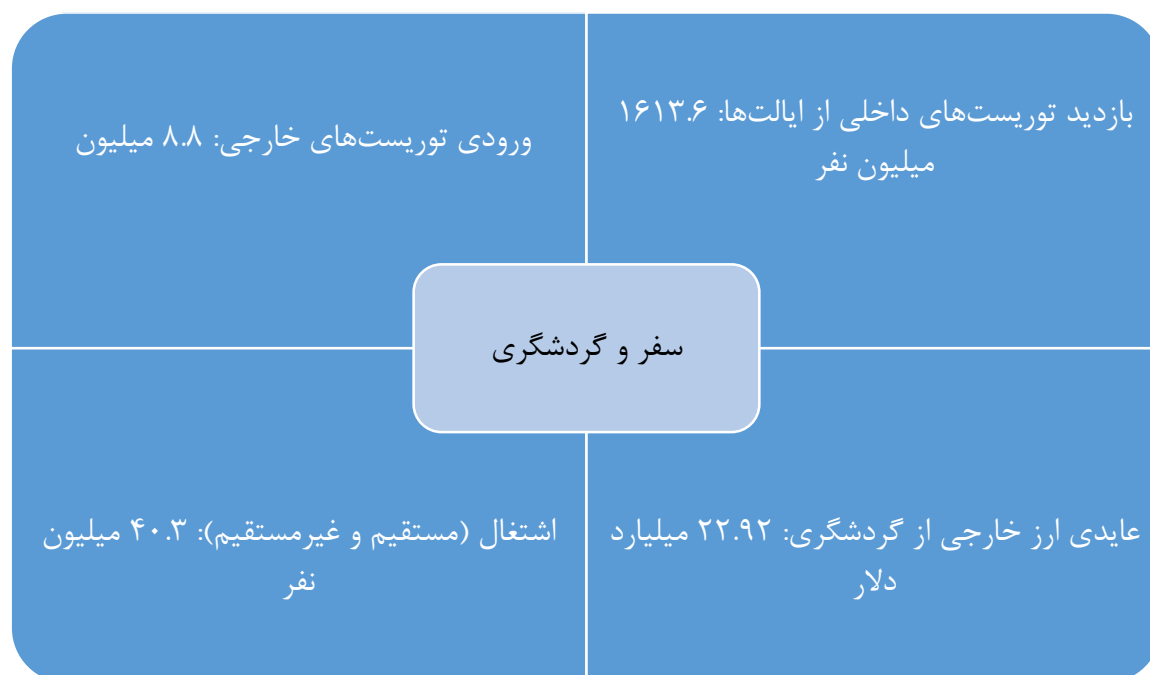 بازدید توریست‌های داخلی از ایالت‌ها: ۱۶۱۳.۶
میلیون نفر
ورودی توریست‌های خارجی: ۸.۸ میلیون
سفر و گردشگری
عایدی ارز خارجی از گردشگری: ۲۲.۹۲ میلیارد
دلار
اشتغال (مستقیم و غیرمستقیم): ۴۰.۳ میلیون
نفر